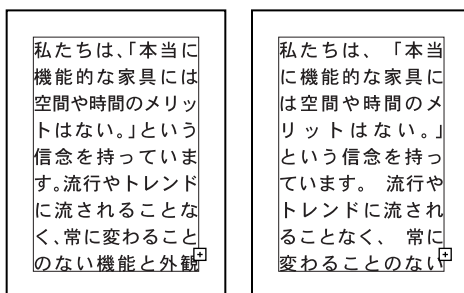 私たちは、「本当に
機能的な家具には
空間や時間のメリッ
トはない。」という
信念を持っていま
す。流行やトレンド
に流されることな
く、常に変わること
のない機能と外観
私たちは、「本当
に機能的な家具に
は空間や時間のメ
リットはない。」
という信念を持っ
ています。 流行や
トレンドに流され
ることなく、 常に
変わることのない